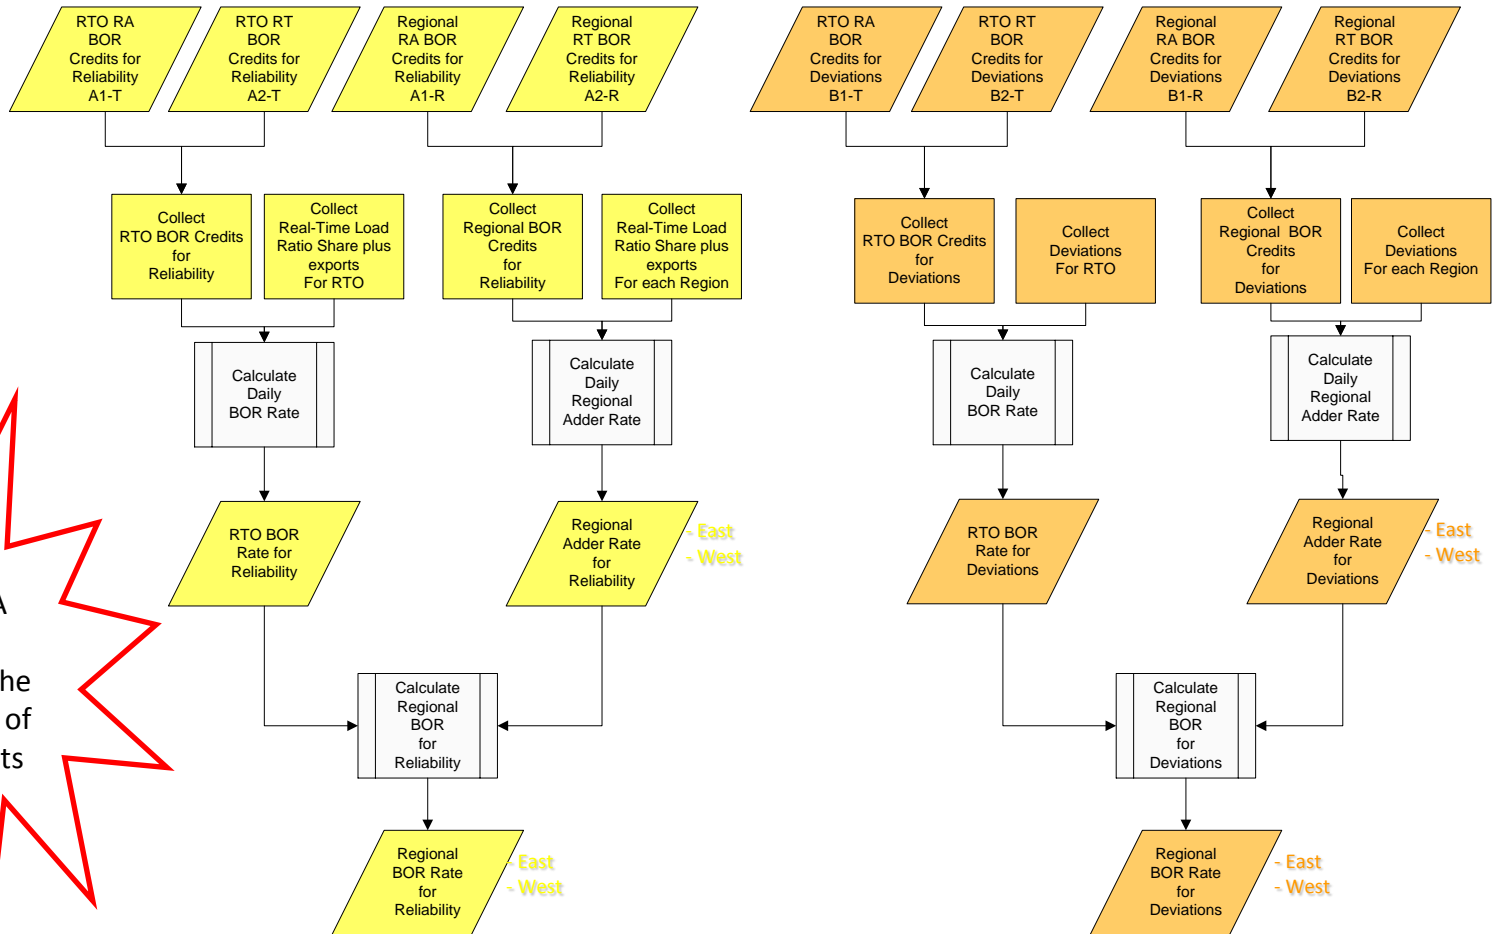 RTO RA
BOR
Credits for
Reliability
A1-T
RTO RT
BOR
Credits for
Reliability
A2-T
Regional
RA BOR
Credits for
Reliability
A1-R
Regional
RT BOR
Credits for
Reliability
A2-R
RTO RA
BOR
Credits for
Deviations
B1-T
RTO RT
BOR
Credits for
Deviations
B2-T
Regional
RA BOR
Credits for
Deviations
B1-R
Regional
RT BOR
Credits for
Deviations
B2-R
Collect
RTO BOR Credits
for
Reliability
Collect
Real-Time Load
Ratio Share plus
exports
For RTO
Collect
Regional BOR
Credits
for
Reliability
Collect
Real-Time Load
Ratio Share plus
exports
For each Region
Collect
RTO BOR Credits
for
Deviations
Collect
Deviations
For RTO
Collect
Regional BOR
Credits
for
Deviations
Collect
Deviations
For each Region
Calculate
Daily
BOR Rate
Calculate
Daily
Regional
Adder Rate
Calculate
Daily
BOR Rate
Calculate
Daily
Regional
Adder Rate
RTO BOR
Rate for
Reliability
Regional
Adder Rate
for
Reliability
- East
- West
RTO BOR
Rate for
Deviations
Regional
Adder Rate
for
Deviations
- East
- West
A
he
of
ts
Calculate
Regional
BOR
for
Reliability
Calculate
Regional
BOR
for
Deviations
Regional
BOR Rate
for
Reliability
- East
- West
Regional
BOR Rate
for
Deviations
- East
- West